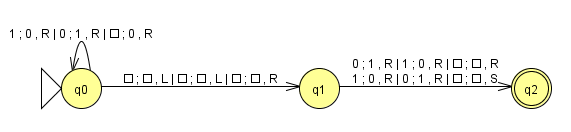 1 ; 0 , R | 0 ; 1 , R | □ ; 0 , R
□ ; □ , L | □ ; □ , L | □ ; □ , R
0 ; 1 , R | 1 ; 0 , R | □ ; □ , R
1 ; 0 , R | 0 ; 1 , R | □ ; □ , S
q0
q1
q2